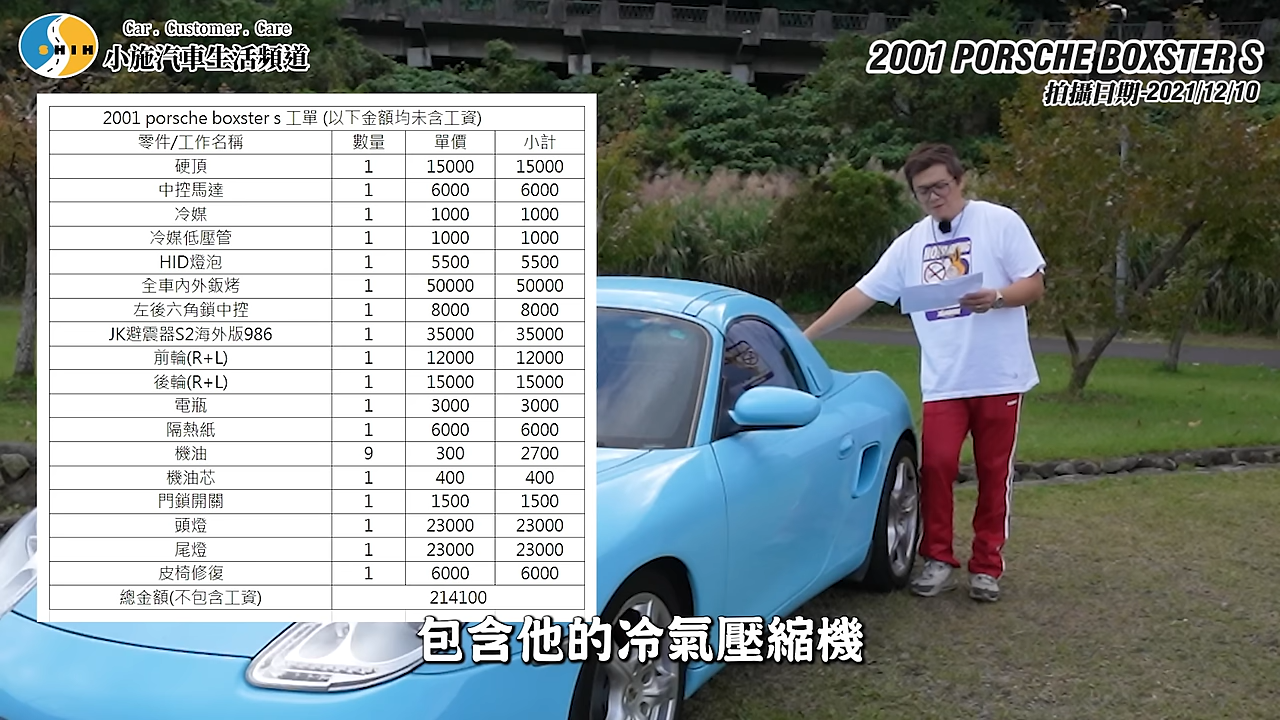 Car. Customer. Care
SHIH
小施汽車生活頻道
2001 PORSCHE BOXSTER S
拍攝日期-2021/12/10
2001 porsche boxster s 工單 (以下金額均未含工資)
零件/工作名稱 數量 單價 小計
硬頂 1 15000 15000
中控馬達 1 6000 6000
冷媒 1 1000 1000
冷媒低壓管 1 1000 1000
HID燈泡 1 5500 5500
全車內外鈑烤 1 50000 50000
左後六角鎖中控 1 8000 8000
JK避震器S2海外版986 1 35000 35000
前輪(R+L) 1 12000 12000
後輪(R+L) 1 15000 15000
電瓶 1 3000 3000
隔熱紙 1 6000 6000
機油 9 300 2700
機油芯 1 400 400
門鎖開關 1 1500 1500
頭燈 1 23000 23000
尾燈 1 23000 23000
皮椅修復 1 6000 6000
總金額(不包含工資) 214100
包含他的冷氣壓縮機